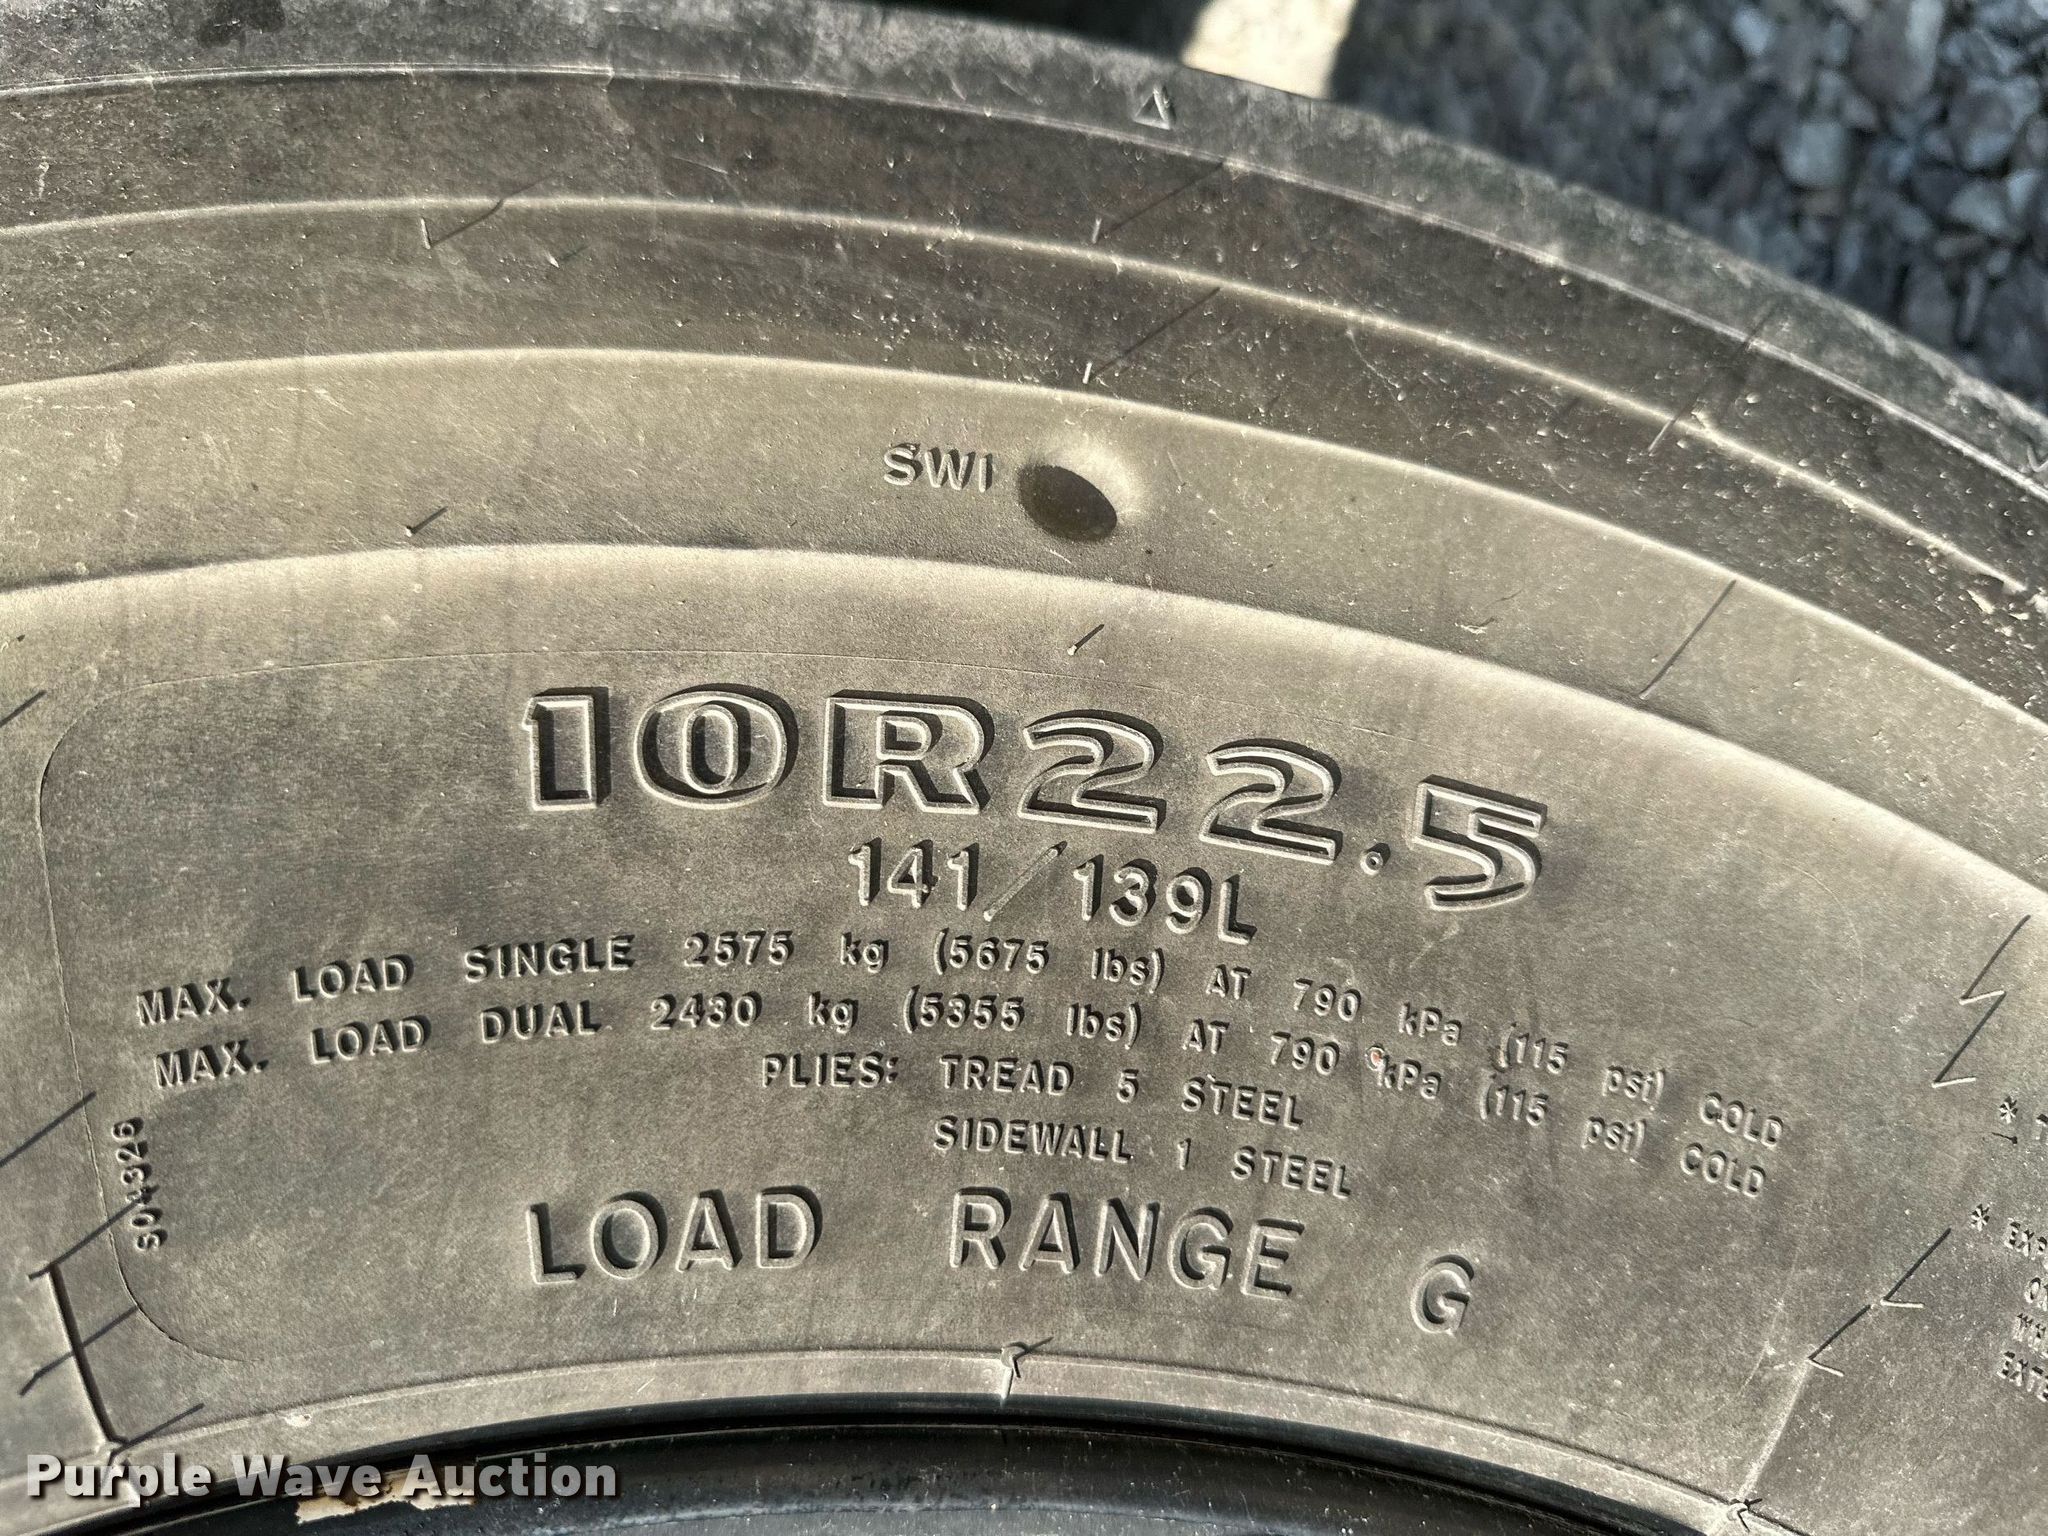 SWI
10R22.5
141/139L
MAX. LOAD SINGLE 2575 kg (5675 lbs) AT 790 kPa (115 psi) COLD
MAX. LOAD DUAL 2430 kg (5355 lbs) AT 790 kPa (115 psi) COLD
PLIES: TREAD 5 STEEL
SIDEWALL 1 STEEL
LOAD RANGE G
S04326
Purple Wave Auction